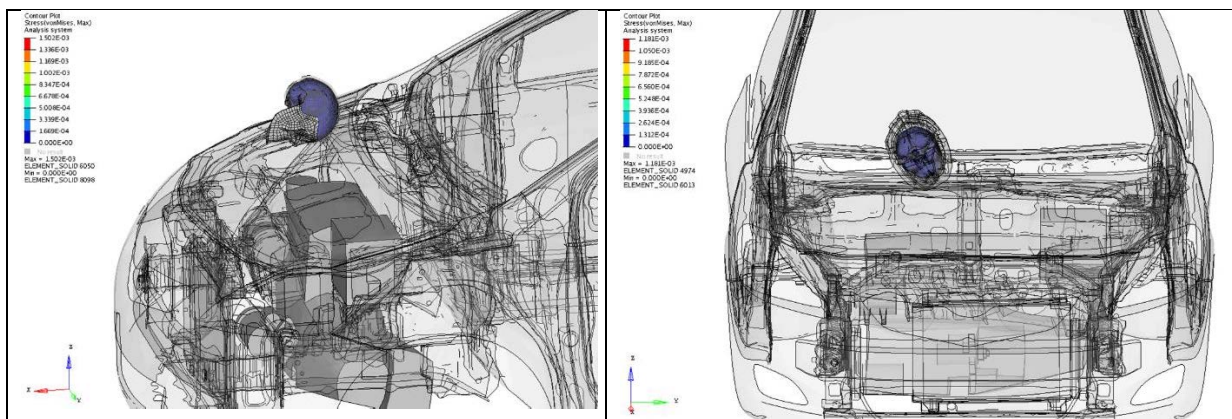 Contour Plot
Stress(vonMises, Max)
Analysis system
1.502E-03
1.336E-03
1.169E-03
1.002E-03
8.347E-04
6.678E-04
5.008E-04
3.339E-04
1.669E-04
0.000E+00
No result
Max = 1.502E-03
ELEMENT_SOLID 6050
Min = 0.000E+00
ELEMENT_SOLID 8098
Z
X
Y
Contour Plot
Stress(vonMises, Max)
Analysis system
1.181E-03
1.050E-03
9.185E-04
7.872E-04
6.560E-04
5.248E-04
3.936E-04
2.624E-04
1.312E-04
0.000E+00
No result
Max = 1.181E-03
ELEMENT_SOLID 4974
Min = 0.000E+00
ELEMENT_SOLID 6013
Z
X
Y